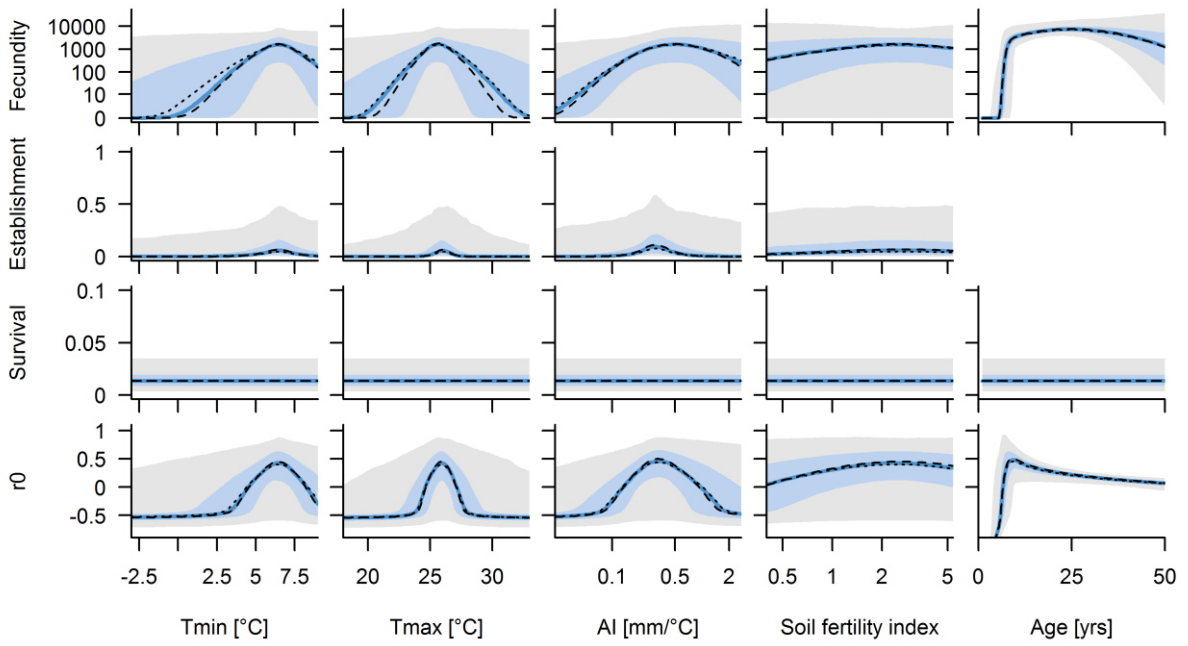 Fecundity
10000
1000
100
10
0
Establishment
1
0.5
0
Survival
0.1
0.05
0
r0
1
0.5
0
-0.5
-2.5 2.5 5 7.5
20 25 30
0.1 0.5 2
0.5 1 2 5
0 25 50
Tmin [°C]
Tmax [°C]
AI [mm/°C]
Soil fertility index
Age [yrs]